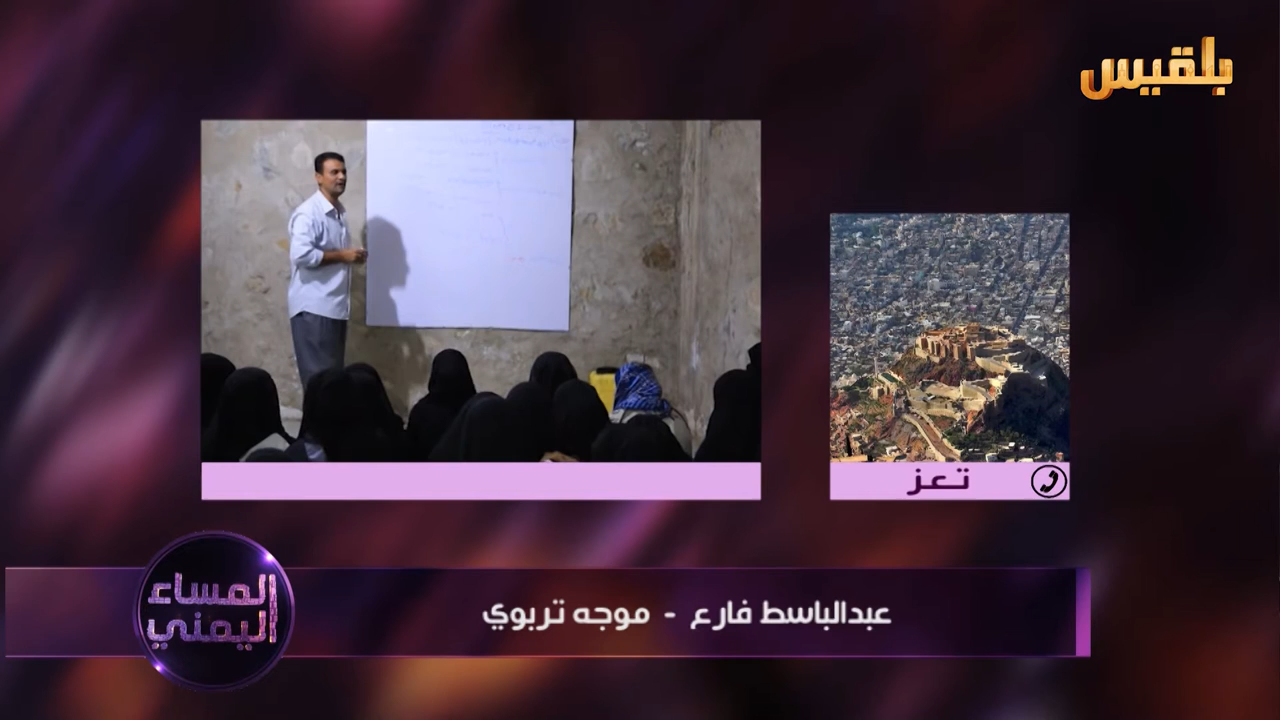 بلقيس
تعز
المساء
اليمني
عبدالباسط فارع - موجه تربوي